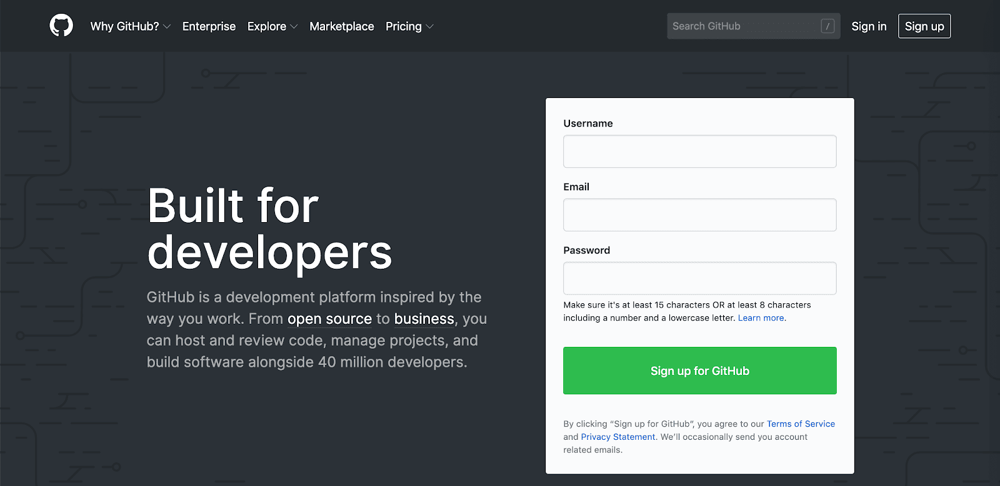 Why GitHub? Enterprise Explore Marketplace Pricing Search GitHub / Sign in Sign up
Built for
developers
GitHub is a development platform inspired by the
way you work. From open source to business, you
can host and review code, manage projects, and
build software alongside 40 million developers.
Username
Email
Password
Make sure it's at least 15 characters OR at least 8 characters
including a number and a lowercase letter. Learn more.
Sign up for GitHub
By clicking “Sign up for GitHub”, you agree to our Terms of Service
and Privacy Statement. We’ll occasionally send you account
related emails.